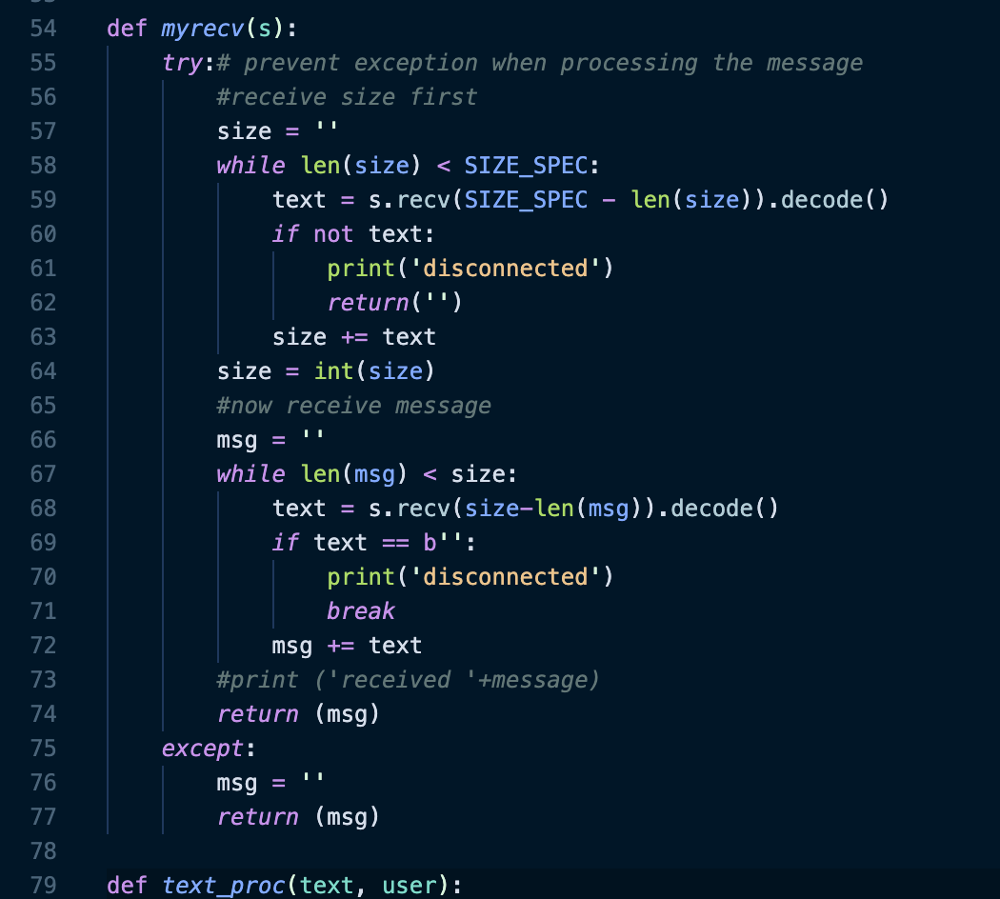 54 def myrecv(s):
55     try:# prevent exception when processing the message
56         #receive size first
57         size = ''
58         while len(size) < SIZE_SPEC:
59             text = s.recv(SIZE_SPEC - len(size)).decode()
60             if not text:
61                 print('disconnected')
62                 return('')
63             size += text
64         size = int(size)
65         #now receive message
66         msg = ''
67         while len(msg) < size:
68             text = s.recv(size-len(msg)).decode()
69             if text == b'':
70                 print('disconnected')
71                 break
72             msg += text
73         #print ('received '+message)
74         return (msg)
75     except:
76         msg = ''
77         return (msg)
78
79 def text_proc(text, user):